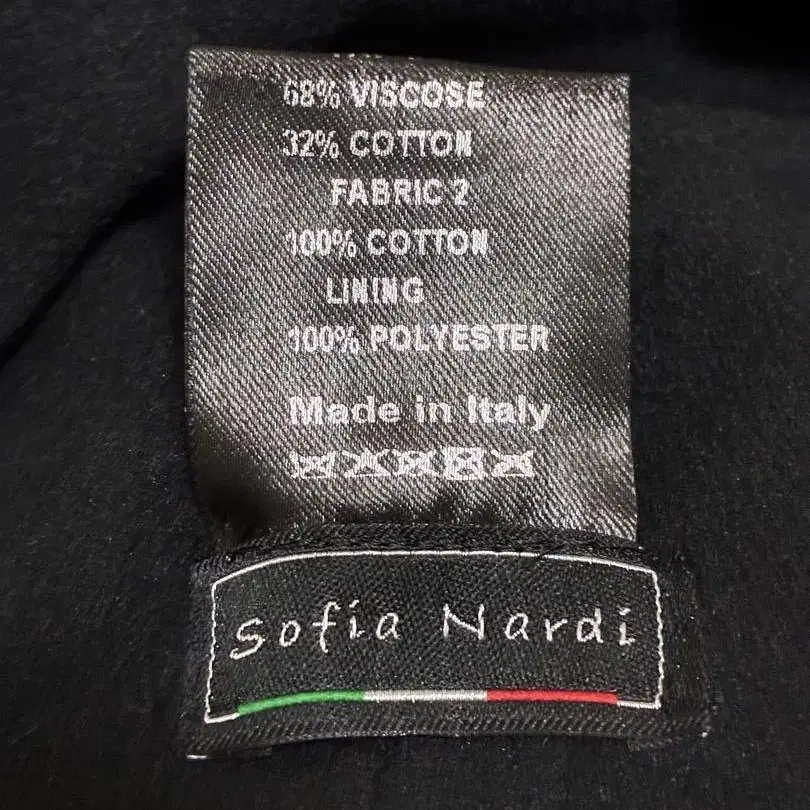 68% VISCOSE
32% COTTON
FABRIC 2
100% COTTON
LINING
100% POLYESTER
Made in Italy
Sofia Nardi